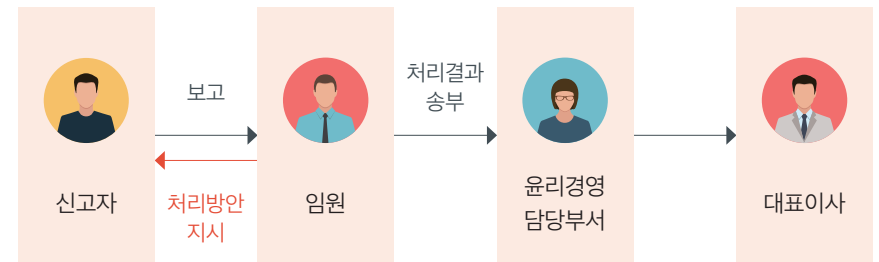 보고
처리결과
송부
신고자
처리방안
지시
임원
윤리경영
담당부서
대표이사